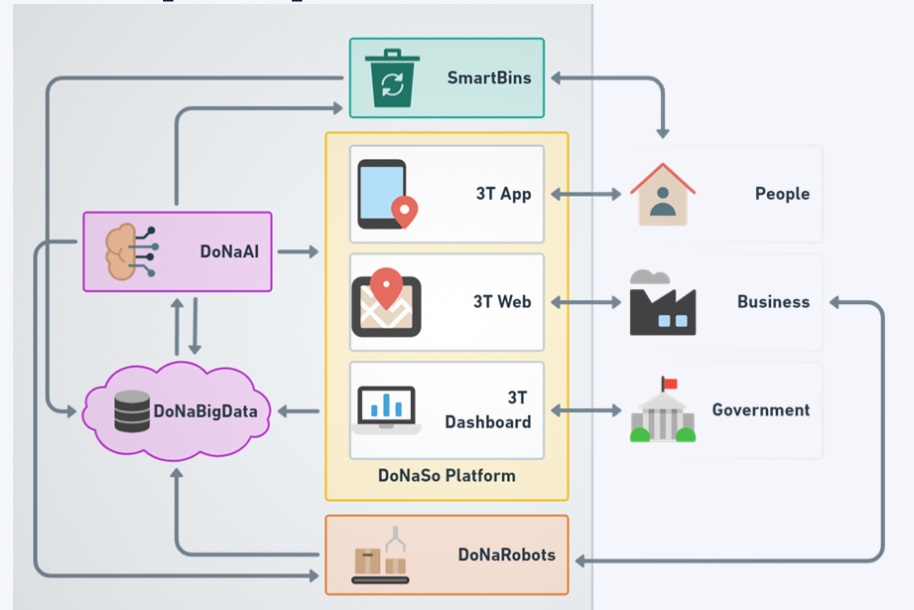 SmartBins
3T App
People
DoNaAI
3T Web
Business
DoNaBigData
3T
Dashboard
Government
DoNaSo Platform
DoNaRobots